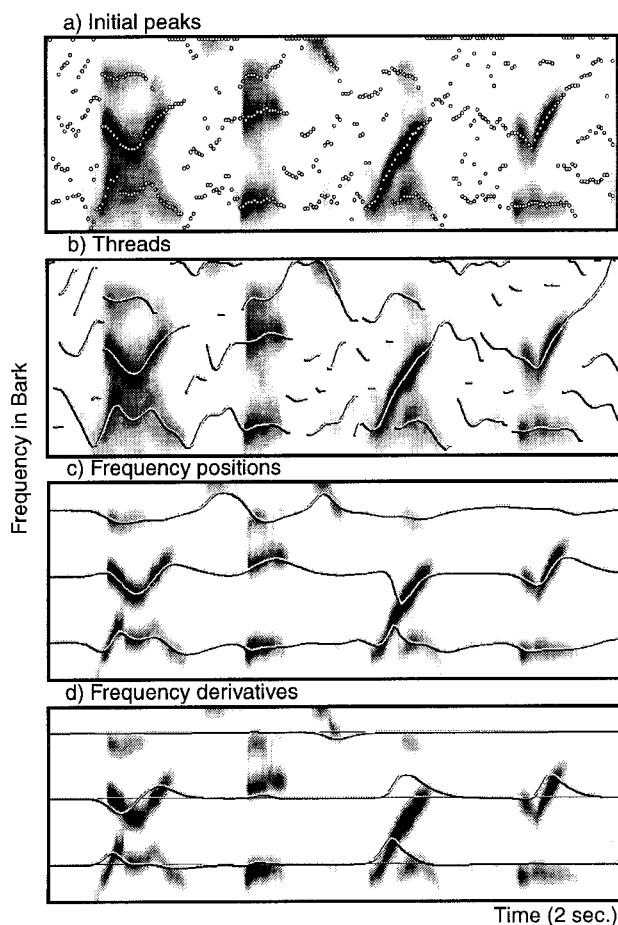 a) Initial peaks
b) Threads
c) Frequency positions
d) Frequency derivatives
Frequency in Bark
Time (2 sec.)